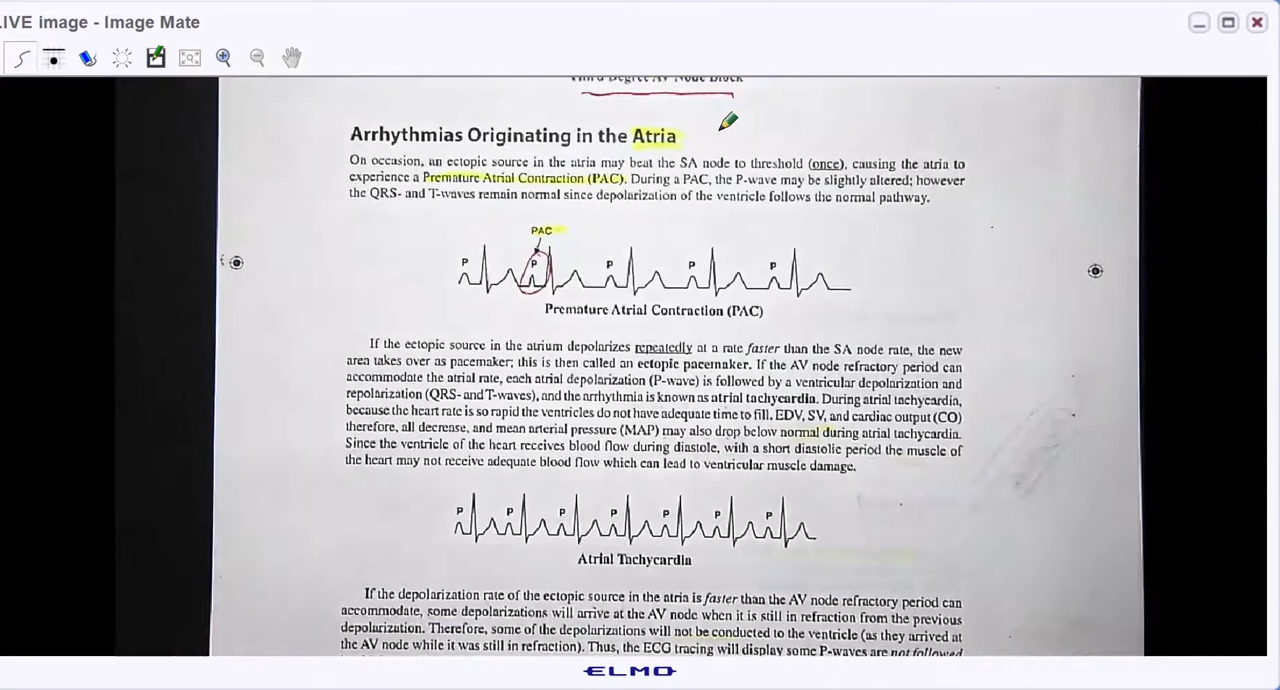 LIVE image - Image Mate
Third Degree AV Node Block
Arrhythmias Originating in the Atria
On occasion, an ectopic source in the atria may beat the SA node to threshold (once), causing the atria to
experience a Premature Atrial Contraction (PAC). During a PAC, the P-wave may be slightly altered; however
the QRS- and T-waves remain normal since depolarization of the ventricle follows the normal pathway.
PAC
P P P P P
Premature Atrial Contraction (PAC)
If the ectopic source in the atrium depolarizes repeatedly at a rate faster than the SA node rate, the new
area takes over as pacemaker; this is then called an ectopic pacemaker. If the AV node refractory period can
accommodate the atrial rate, each atrial depolarization (P-wave) is followed by a ventricular depolarization and
repolarization (QRS- and T-waves), and the arrhythmia is known as atrial tachycardia. During atrial tachycardia,
because the heart rate is so rapid the ventricles do not have adequate time to fill. EDV, SV, and cardiac output (CO)
therefore, all decrease, and mean arterial pressure (MAP) may also drop below normal during atrial tachycardia.
Since the ventricle of the heart receives blood flow during diastole, with a short diastolic period the muscle of
the heart may not receive adequate blood flow which can lead to ventricular muscle damage.
P P P P P P P
Atrial Tachycardia
If the depolarization rate of the ectopic source in the atria is faster than the AV node refractory period can
accommodate, some depolarizations will arrive at the AV node when it is still in refraction from the previous
depolarization. Therefore, some of the depolarizations will not be conducted to the ventricle (as they arrived at
the AV node while it was still in refraction). Thus, the ECG tracing will display some P-waves are not followed
ELMO